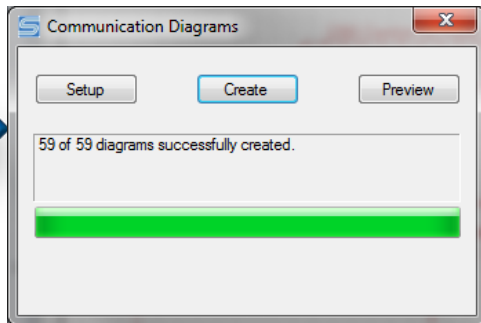 Communication Diagrams
Setup Create Preview
59 of 59 diagrams successfully created.